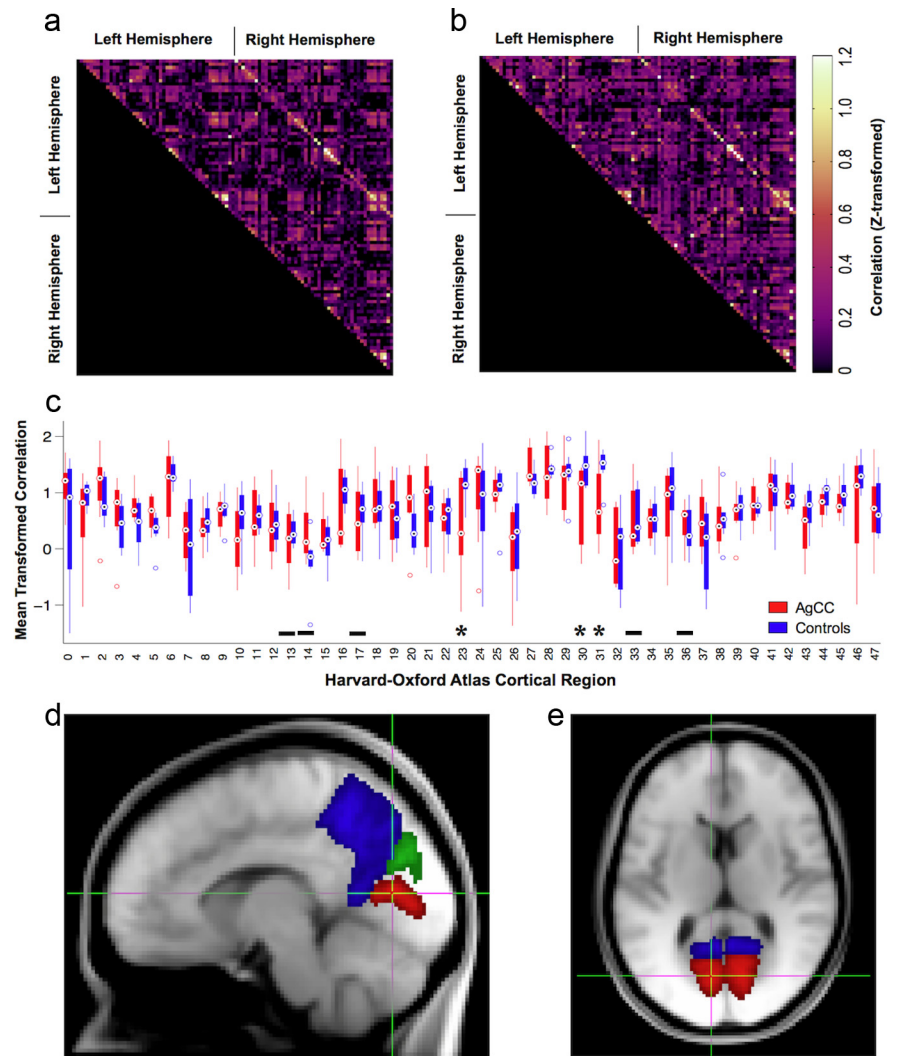 a
Left Hemisphere Right Hemisphere
Left Hemisphere
Right Hemisphere
b
Left Hemisphere Right Hemisphere
Left Hemisphere
Right Hemisphere
1.2
1.0
0.8
0.6
0.4
0.2
0
Correlation (Z-transformed)
c
Mean Transformed Correlation
2
1
0
−1
AgCC
Controls
* * *
0 1 2 3 4 5 6 7 8 9 10 11 12 13 14 15 16 17 18 19 20 21 22 23 24 25 26 27 28 29 30 31 32 33 34 35 36 37 38 39 40 41 42 43 44 45 46 47
Harvard-Oxford Atlas Cortical Region
d
e